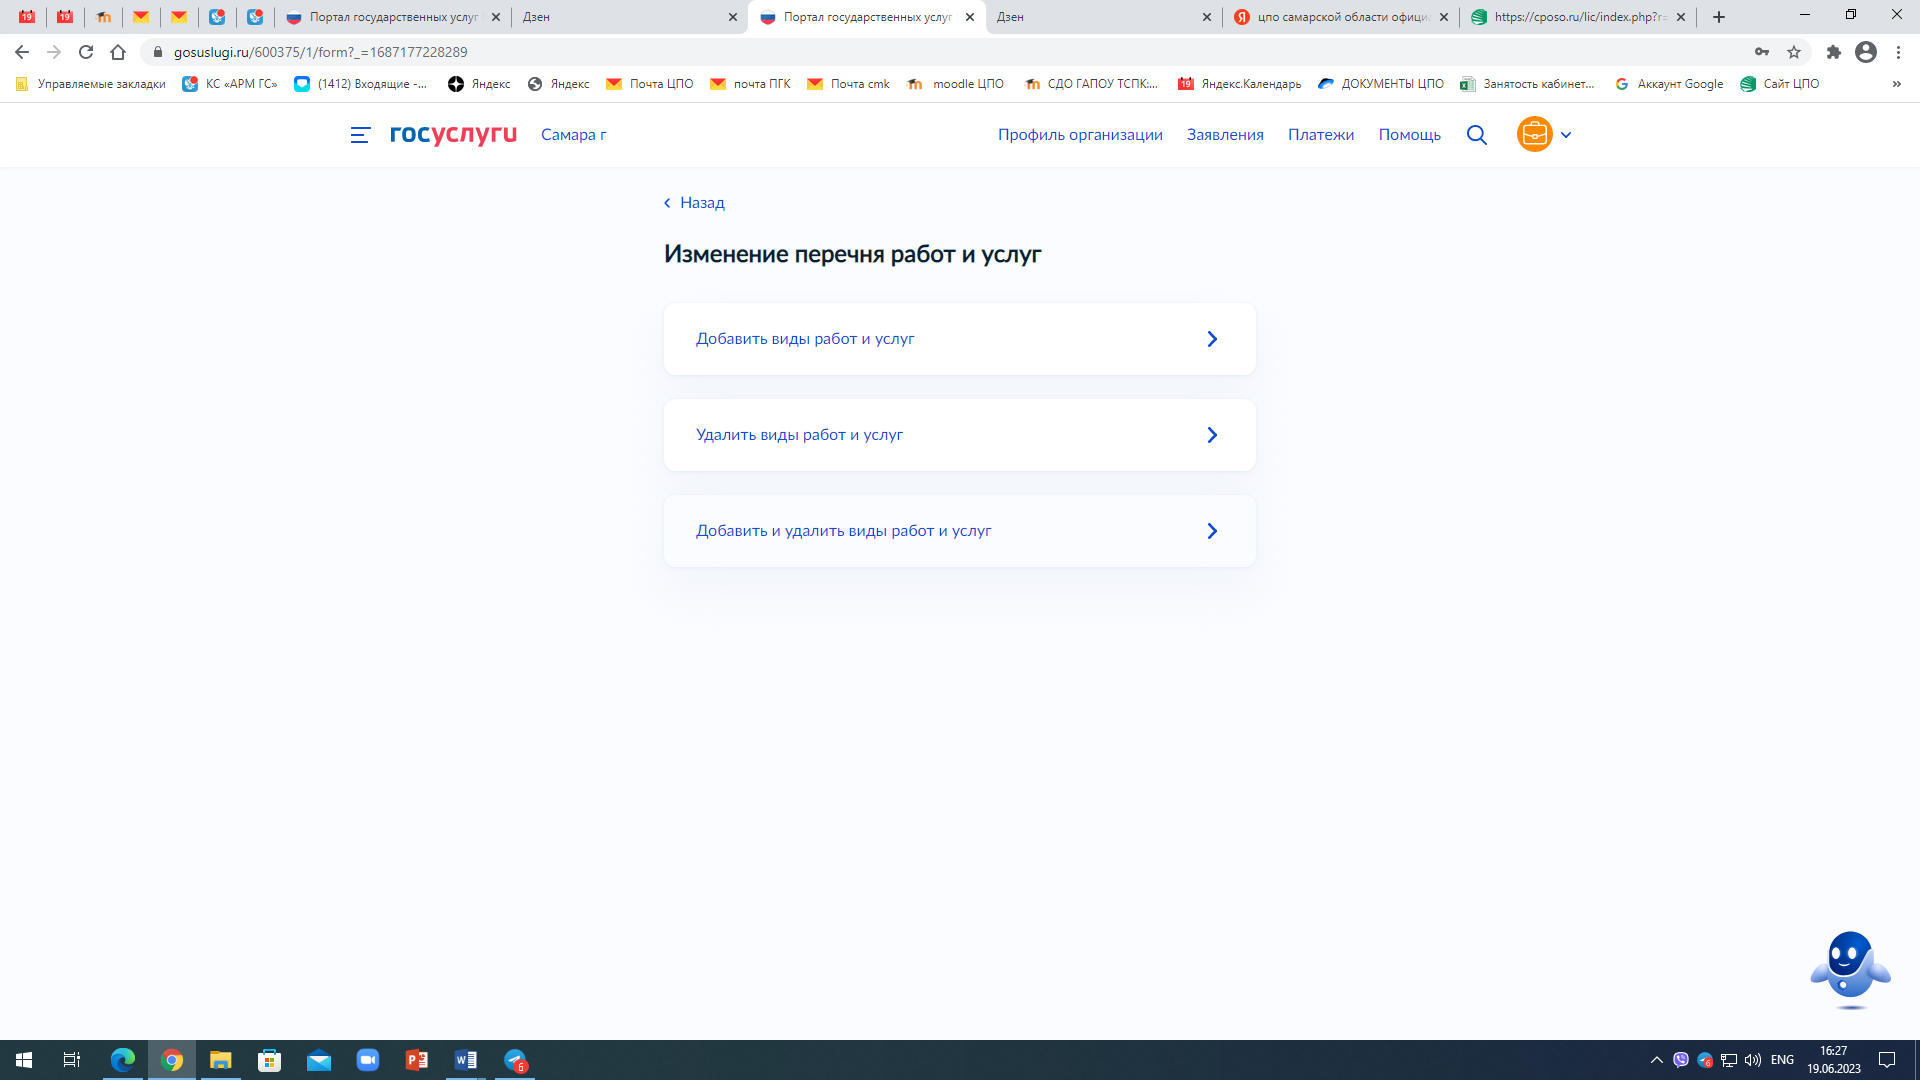 19
19
Портал государственных услуг
Дзен
Портал государственных услуг
Дзен
цпо самарской области офици
https://cposo.ru/lic/index.php?r=
gosuslugi.ru/600375/1/form?_=1687177228289
Управляемые закладки
КС «АРМ ГС»
(1412) Входящие -...
Яндекс
Яндекс
Почта ЦПО
почта ПГК
Почта cmk
moodle ЦПО
СДО ГАПОУ ТСПК:...
19
Яндекс.Календарь
ДОКУМЕНТЫ ЦПО
Занятость кабинет...
Аккаунт Google
Сайт ЦПО
госуслуги
Самара г
Профиль организации
Заявления
Платежи
Помощь
Назад
Изменение перечня работ и услуг
Добавить виды работ и услуг
Удалить виды работ и услуг
Добавить и удалить виды работ и услуг
6
ENG
16:27
19.06.2023